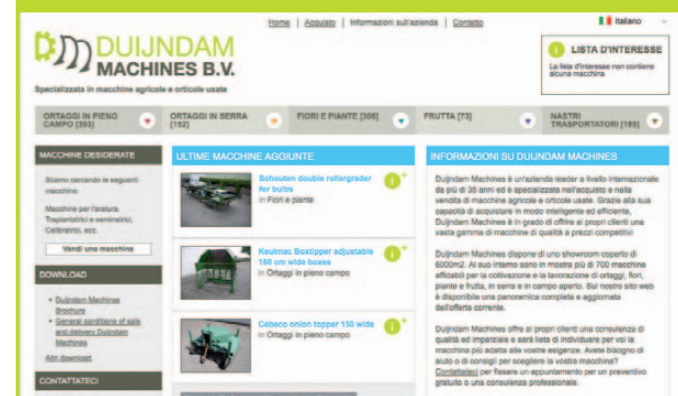 Home | Acquisto | Informazioni sull'azienda | Contatto
Italiano
DUIJNDAM
MACHINES B.V.
Specializzata in macchine agricole e orticole usate
LISTA D'INTERESSE
La lista d'interesse non contiene
alcuna macchina
ORTAGGI IN PIENO
CAMPO [393]
ORTAGGI IN SERRA
[152]
FIORI E PIANTE [306]
FRUTTA [73]
NASTRI
TRASPORTATORI [185]
MACCHINE DESIDERATE
Stiamo cercando le seguenti
macchine:
Macchine per l'aratura,
Trapiantatrici e seminatrici,
Calibratrici, ecc.
Vendi una macchina
DOWNLOAD
• Duijndam Machines
Brochure
• General conditions of sale
and delivery Duijndam
Machines
Altri download
CONTATTATECI
ULTIME MACCHINE AGGIUNTE
Schouten double rollergrader
for bulbs
in Fiori e piante
Keulmac Boxtipper adjustable
160 cm wide boxes
in Ortaggi in pieno campo
Cebeco onion topper 150 wide
in Ortaggi in pieno campo
INFORMAZIONI SU DUIJNDAM MACHINES
Duijndam Machines è un'azienda leader a livello internazionale
da più di 35 anni ed è specializzata nell'acquisto e nella
vendita di macchine agricole e orticole usate. Grazie alla sua
capacità di acquistare in modo intelligente ed efficiente,
Duijndam Machines è in grado di offrire ai propri clienti una
vasta gamma di macchine di qualità a prezzi competitivi
Duijndam Machines dispone di uno showroom coperto di
6000m2. Al suo interno sono in mostra più di 700 macchine
affidabili per la coltivazione e la lavorazione di ortaggi, fiori,
piante e frutta, in serra e in campo aperto. Sul nostro sito web
è disponibile una panoramica completa e aggiornata
dell'offerta corrente.
Duijndam Machines offre ai propri clienti una consulenza di
qualità ed imparziale e sarà lieta di individuare per voi la
macchina più adatta alle vostre esigenze. Avete bisogno di
aiuto o di consigli per scegliere la vostra macchina?
Contattateci per fissare un appuntamento per un preventivo
gratuito o una consulenza professionale.